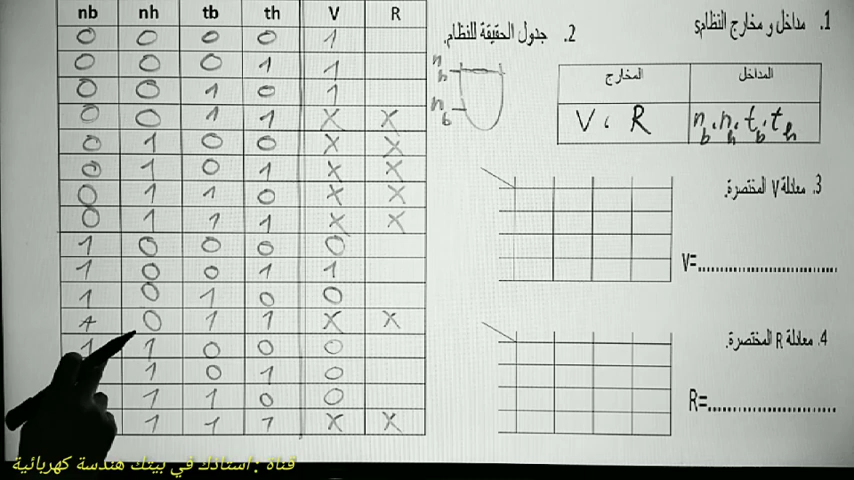 nb nh tb th V R
0 0 0 0 1
0 0 0 1 1
0 0 1 0 1
0 0 1 1 X X
0 1 0 0 X X
0 1 0 1 X X
0 1 1 0 X X
0 1 1 1 X X
1 0 0 0 0
1 0 0 1 1
1 0 1 0 0
1 0 1 1 X X
1 1 0 0 0
1 0 1 0
1 1 0 0
1 1 1 X X
1. مداخل و مخارج النظام
المداخل المخارج
nb, nh, tb, th V, R
2. جدول الحقيقة للنظام.
nh
nb
3. معادلة V المختصرة.
V=....................
4. معادلة R المختصرة.
R=....................
قناة : استاذك في بيتك هندسة كهربائية